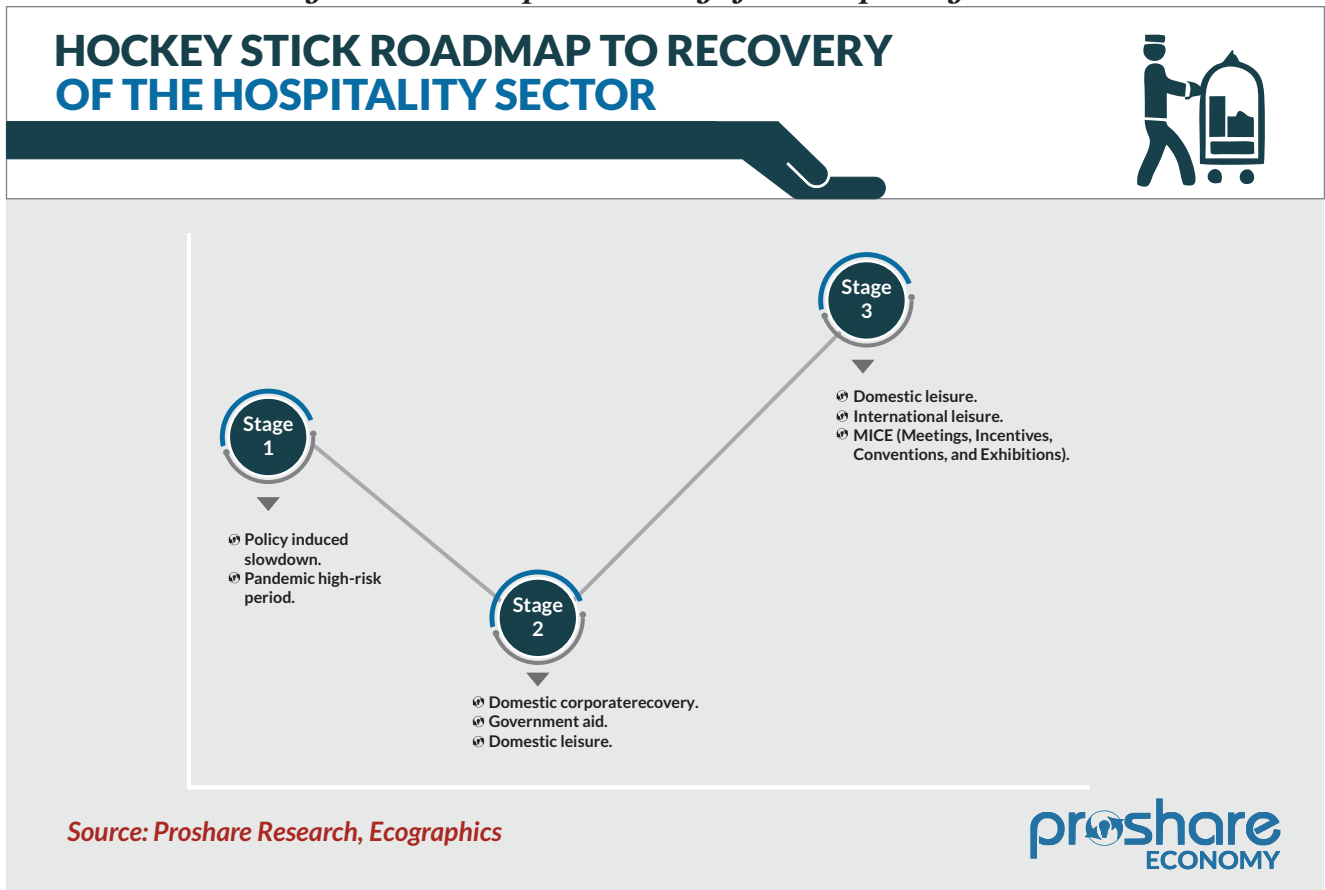 HOCKEY STICK ROADMAP TO RECOVERY
OF THE HOSPITALITY SECTOR
Stage
3
Domestic leisure.
International leisure.
MICE (Meetings, Incentives,
Conventions, and Exhibitions).
Stage
1
Policy induced
slowdown.
Pandemic high-risk
period.
Stage
2
Domestic corporaterecovery.
Government aid.
Domestic leisure.
Source: Proshare Research, Ecographics
proshare
ECONOMY